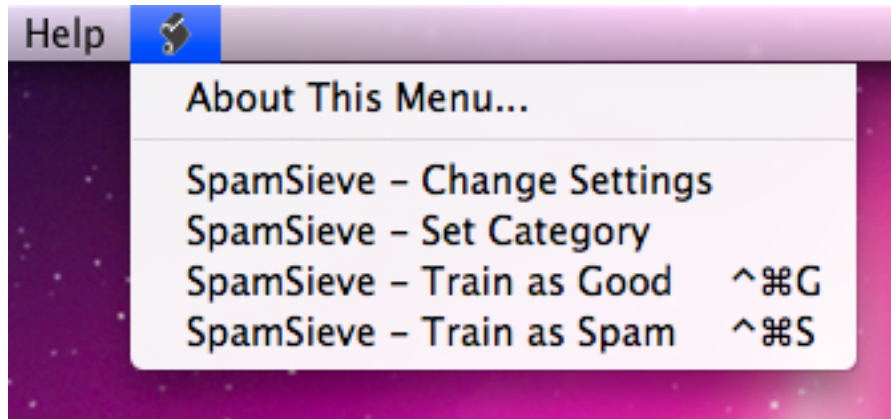 Help
About This Menu...
SpamSieve – Change Settings
SpamSieve – Set Category
SpamSieve – Train as Good ^⌘G
SpamSieve – Train as Spam ^⌘S